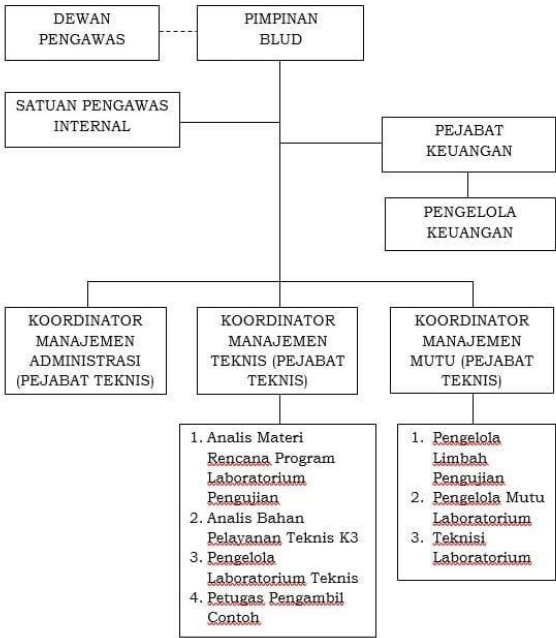 DEWAN
PENGAWAS
PIMPINAN
BLUD
SATUAN PENGAWAS
INTERNAL
PEJABAT
KEUANGAN
PENGELOLA
KEUANGAN
KOORDINATOR
MANAJEMEN
ADMINISTRASI
(PEJABAT TEKNIS)
KOORDINATOR
MANAJEMEN
TEKNIS (PEJABAT
TEKNIS)
KOORDINATOR
MANAJEMEN
MUTU (PEJABAT
TEKNIS)
1. Analis Materi
Rencana Program
Laboratorium
Pengujian
2. Analis Bahan
Pelayanan Teknis K3
3. Pengelola
Laboratorium Teknis
4. Petugas Pengambil
Contoh
1. Pengelola
Limbah
Pengujian
2. Pengelola Mutu
Laboratorium
3. Teknisi
Laboratorium